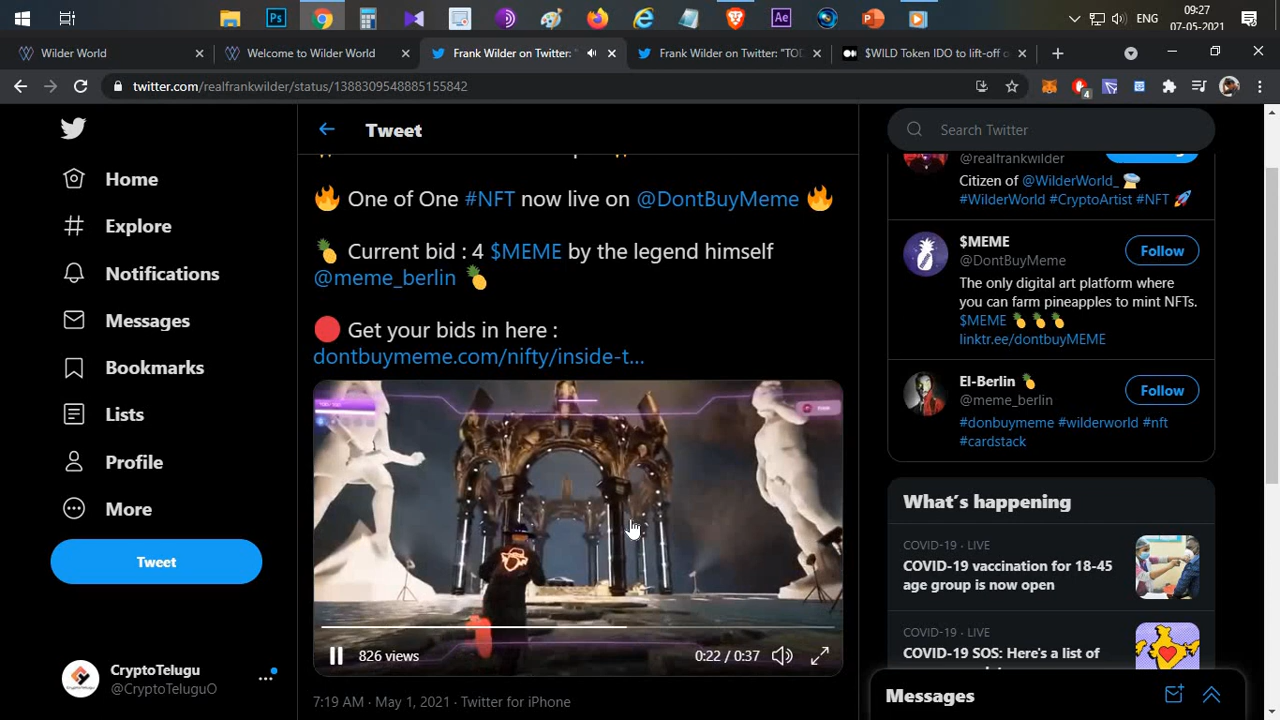 09:27
ENG
07-05-2021
Wilder World
Welcome to Wilder World
Frank Wilder on Twitter: "
Frank Wilder on Twitter: "TOD
$WILD Token IDO to lift-off o
twitter.com/realfrankwilder/status/1388309548885155842
4
Home
Explore
Notifications
Messages
Bookmarks
Lists
Profile
More
Tweet
CryptoTelugu
@CryptoTeluguO
Tweet
🔥 One of One #NFT now live on @DontBuyMeme 🔥
🍍 Current bid : 4 $MEME by the legend himself
@meme_berlin 🍍
🔴 Get your bids in here :
dontbuymeme.com/nifty/inside-t...
826 views
0:22 / 0:37
7:19 AM · May 1, 2021 · Twitter for iPhone
Search Twitter
@realfrankwilder
Citizen of @WilderWorld_
#WilderWorld #CryptoArtist #NFT 🚀
$MEME
@DontBuyMeme
Follow
The only digital art platform where
you can farm pineapples to mint NFTs.
$MEME 🍍🍍🍍
linktr.ee/dontbuyMEME
El-Berlin 🍍
@meme_berlin
Follow
#donbuymeme #wilderworld #nft
#cardstack
What's happening
COVID-19 · LIVE
COVID-19 vaccination for 18-45
age group is now open
COVID-19 · LIVE
COVID-19 SOS: Here's a list of
Messages